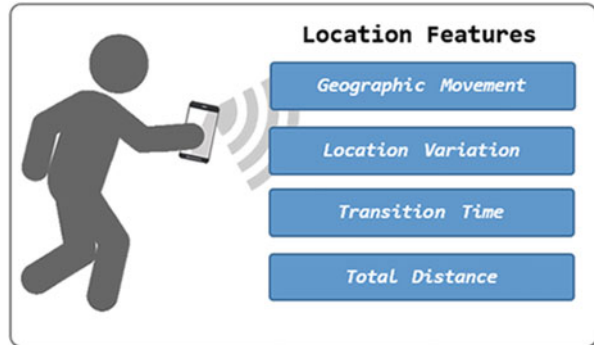 Location Features
Geographic Movement
Location Variation
Transition Time
Total Distance